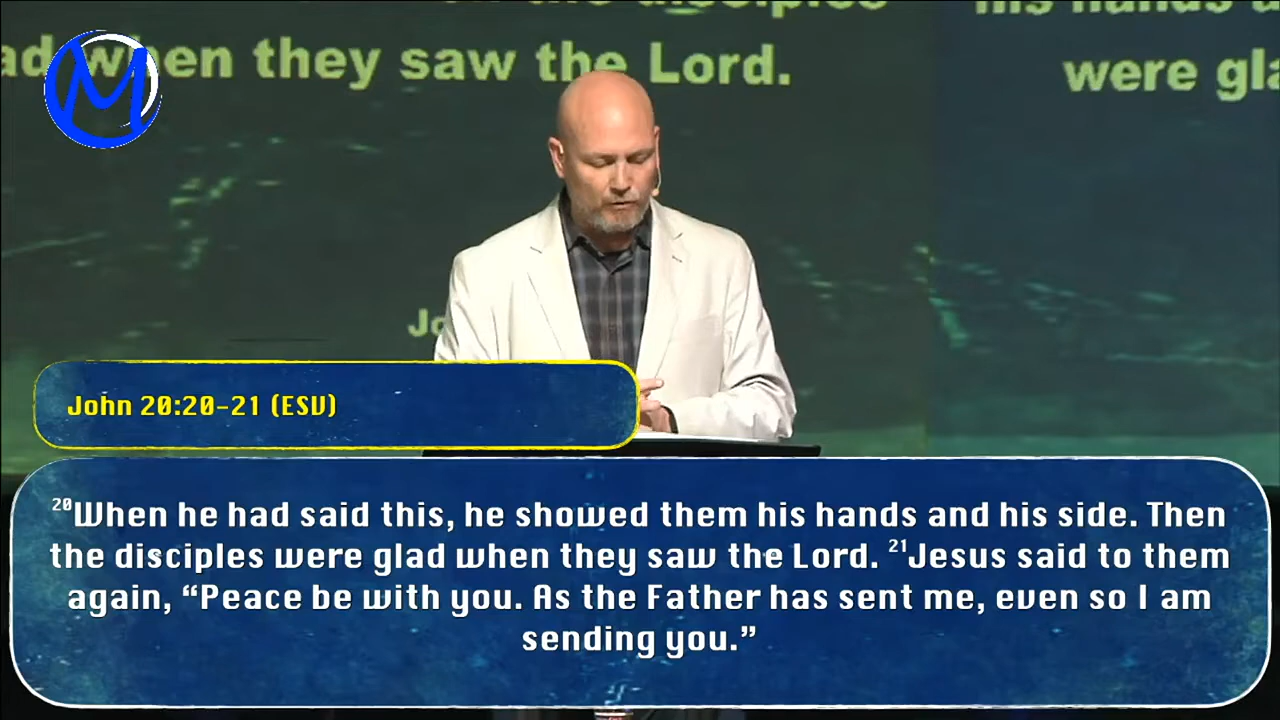 his hands
when they saw the Lord.
were
M
John 20:20-21 (ESV)
20When he had said this, he showed them his hands and his side. Then
the disciples were glad when they saw the Lord. 21Jesus said to them
again, “Peace be with you. As the Father has sent me, even so I am
sending you.”